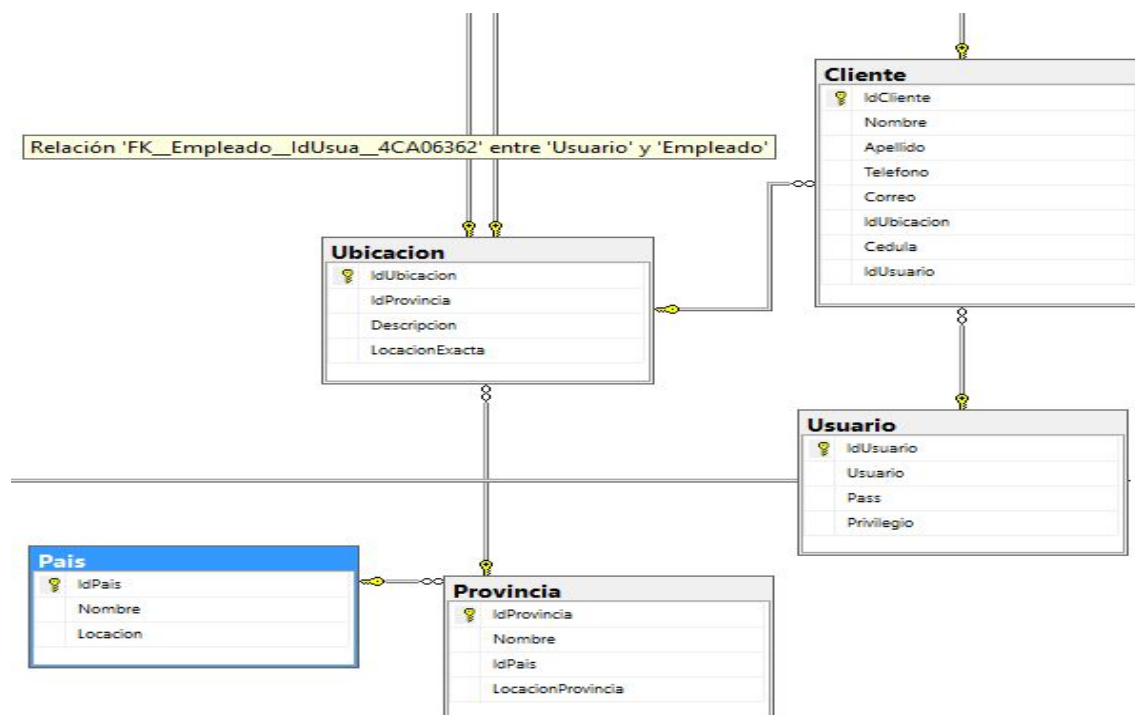 Cliente
IdCliente
Nombre
Apellido
Telefono
Correo
IdUbicacion
Cedula
IdUsuario
Relación 'FK__Empleado__IdUsua__4CA06362' entre 'Usuario' y 'Empleado'
Ubicacion
IdUbicacion
IdProvincia
Descripcion
LocacionExacta
Usuario
IdUsuario
Usuario
Pass
Privilegio
Pais
IdPais
Nombre
Locacion
Provincia
IdProvincia
Nombre
IdPais
LocacionProvincia